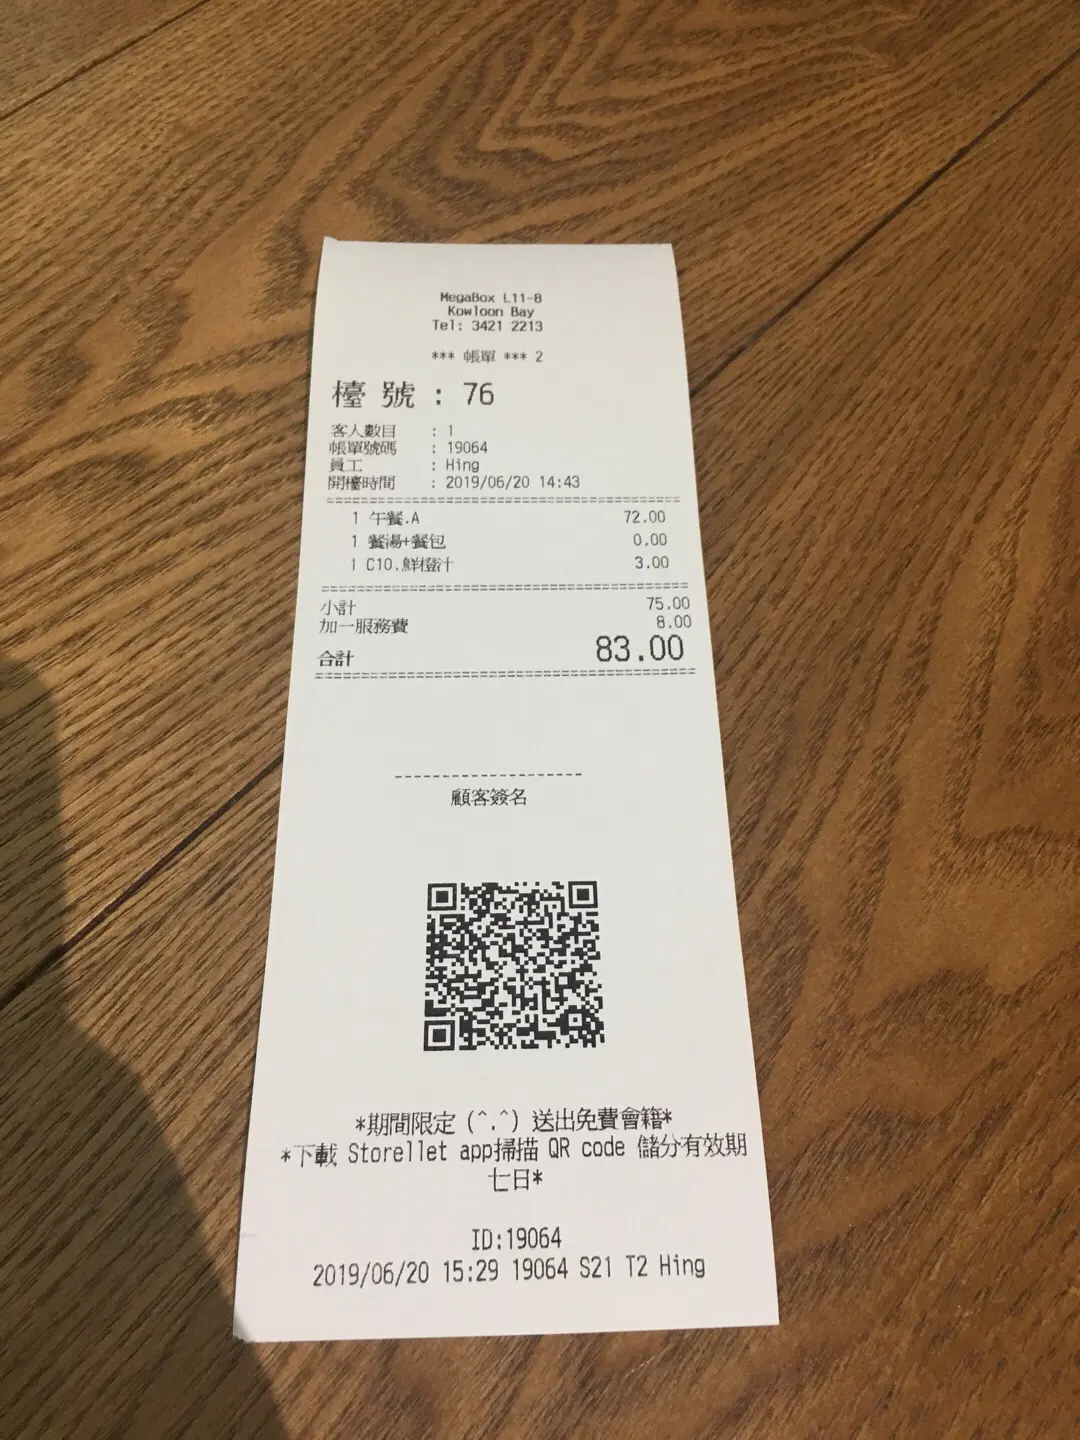 MegaBox L11-8
Kowloon Bay
Tel: 3421 2213
*** 帳單 *** 2
檯號 : 76
客人數目 : 1
帳單號碼 : 19064
員工 : Hing
開檯時間 : 2019/06/20 14:43
1 午餐.A 72.00
1 餐湯+餐包 0.00
1 C10.鮮橙汁 3.00
小計 75.00
加一服務費 8.00
合計 83.00
顧客簽名
*期間限定 (^.^) 送出免費會籍*
*下載 Storellet app掃描 QR code 儲分有效期
七日*
ID:19064
2019/06/20 15:29 19064 S21 T2 Hing